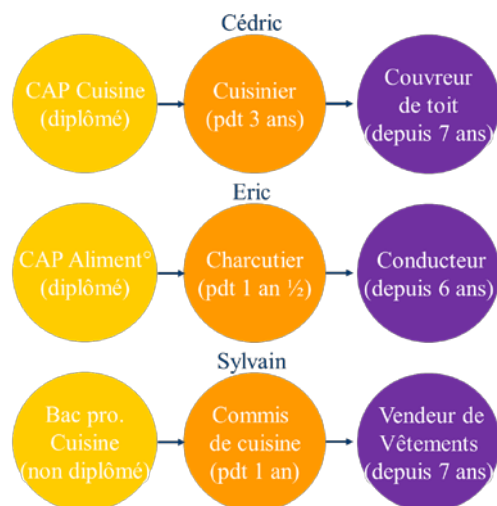 Cédric
CAP Cuisine
(diplômé)
Cuisinier
(pdt 3 ans)
Couvreur
de toit
(depuis 7 ans)
Eric
CAP Aliment°
(diplômé)
Charcutier
(pdt 1 an ½)
Conducteur
(depuis 6 ans)
Sylvain
Bac pro.
Cuisine
(non diplômé)
Commis
de cuisine
(pdt 1 an)
Vendeur de
Vêtements
(depuis 7 ans)